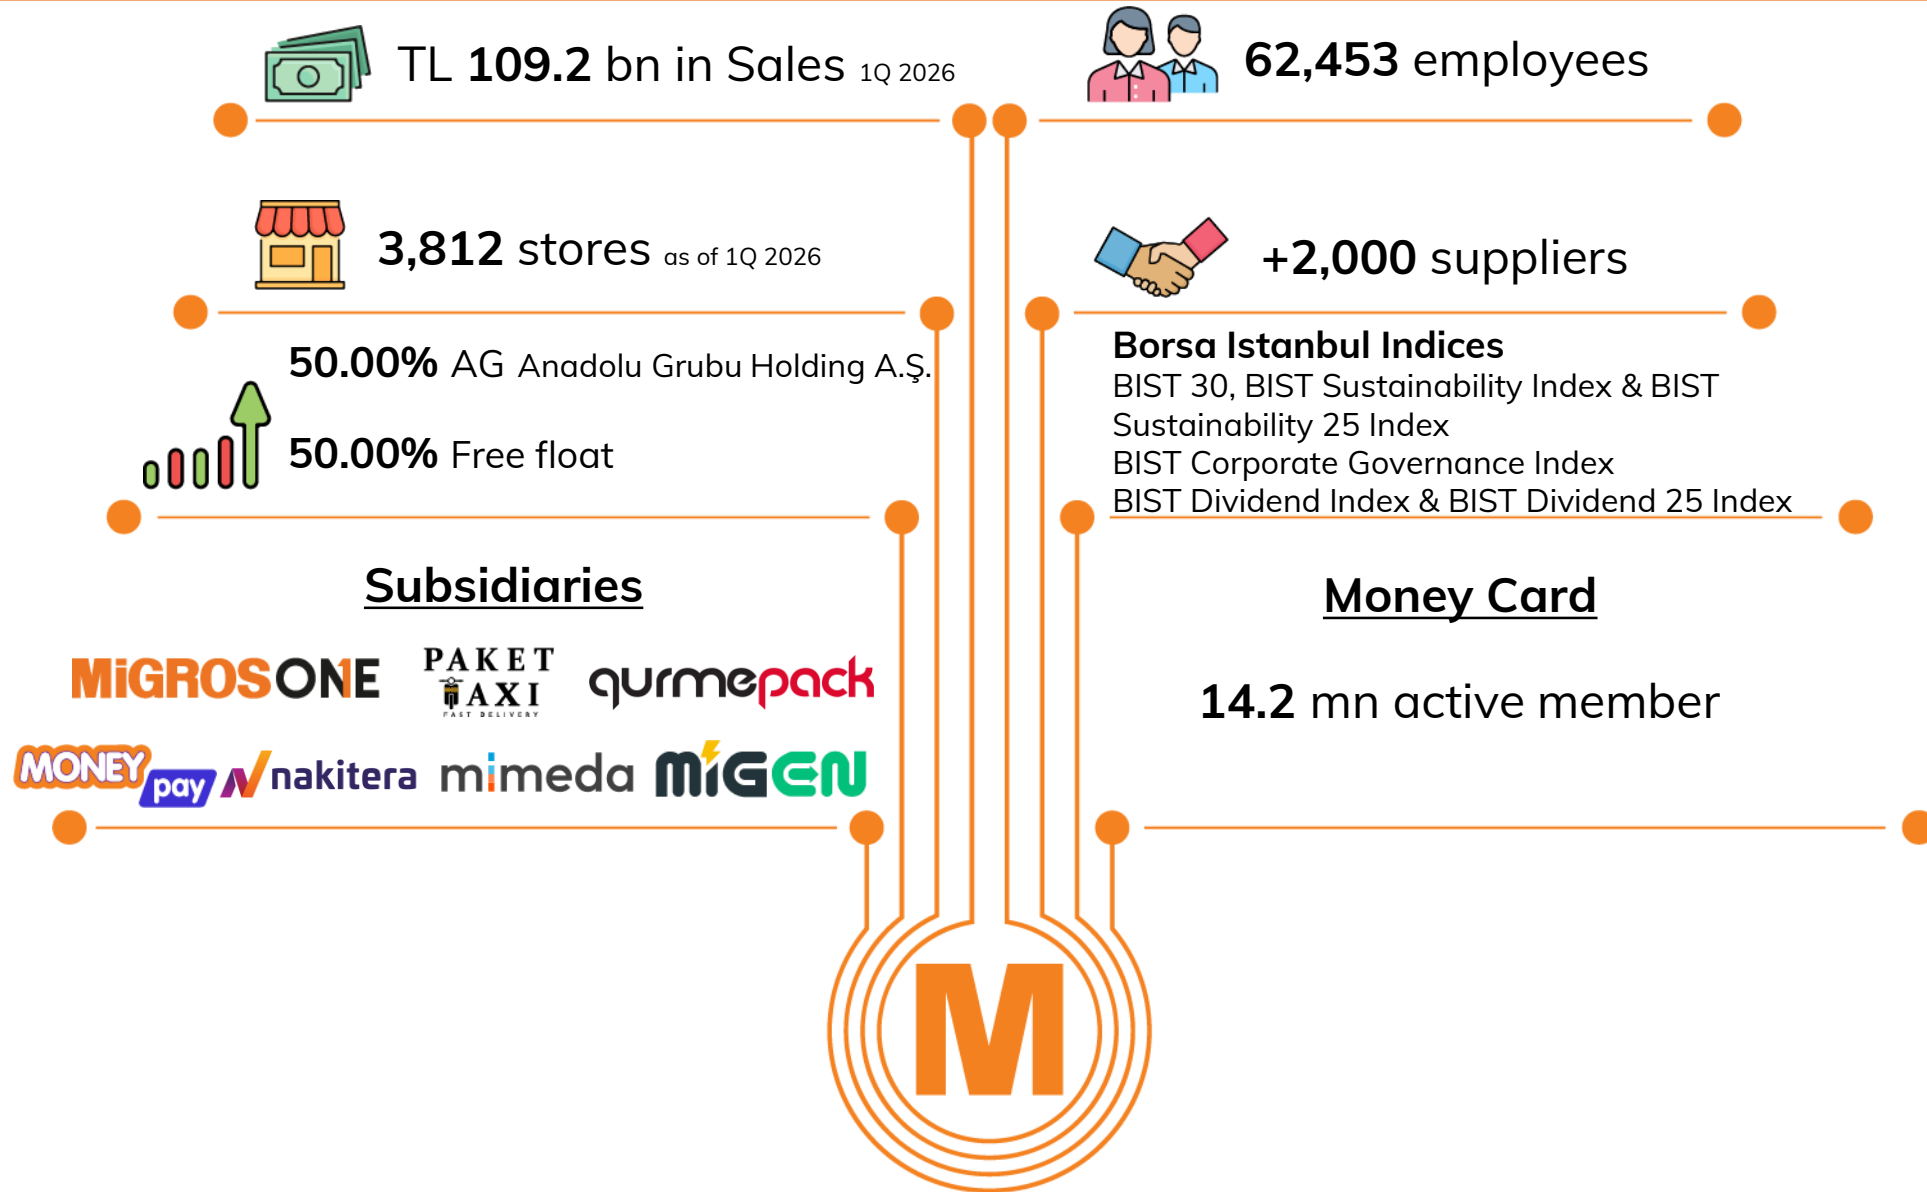 TL 109.2 bn in Sales 1Q 2026
62,453 employees
3,812 stores as of 1Q 2026
+2,000 suppliers
50.00% AG Anadolu Grubu Holding A.Ş.
50.00% Free float
Borsa Istanbul Indices
BIST 30, BIST Sustainability Index & BIST
Sustainability 25 Index
BIST Corporate Governance Index
BIST Dividend Index & BIST Dividend 25 Index
Subsidiaries
MiGROS ONE
PAKET
TAXI
FAST DELIVERY
gurmepack
MONEY
pay
nakitera
mimeda
MiGEN
Money Card
14.2 mn active member
M